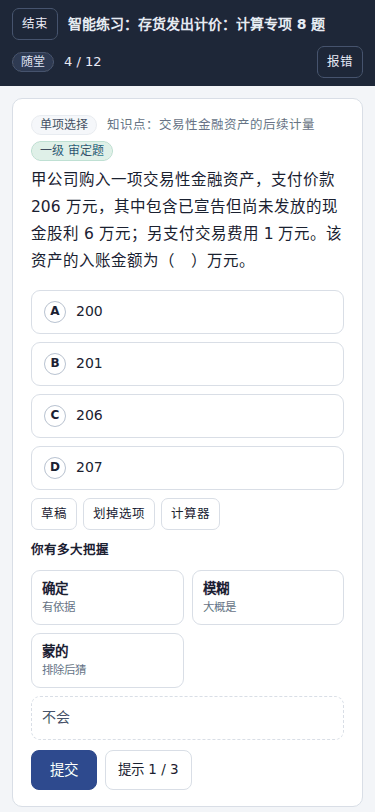 结束 智能练习：存货发出计价：计算专项 8 题
随堂 4 / 12 报错
单项选择 知识点：交易性金融资产的后续计量
一级 审定题
甲公司购入一项交易性金融资产，支付价款
206 万元，其中包含已宣告但尚未发放的现
金股利 6 万元；另支付交易费用 1 万元。该
资产的入账金额为（　）万元。
A 200
B 201
C 206
D 207
草稿 划掉选项 计算器
你有多大把握
确定 模糊
有依据 大概是
蒙的
排除后猜
不会
提交 提示 1 / 3